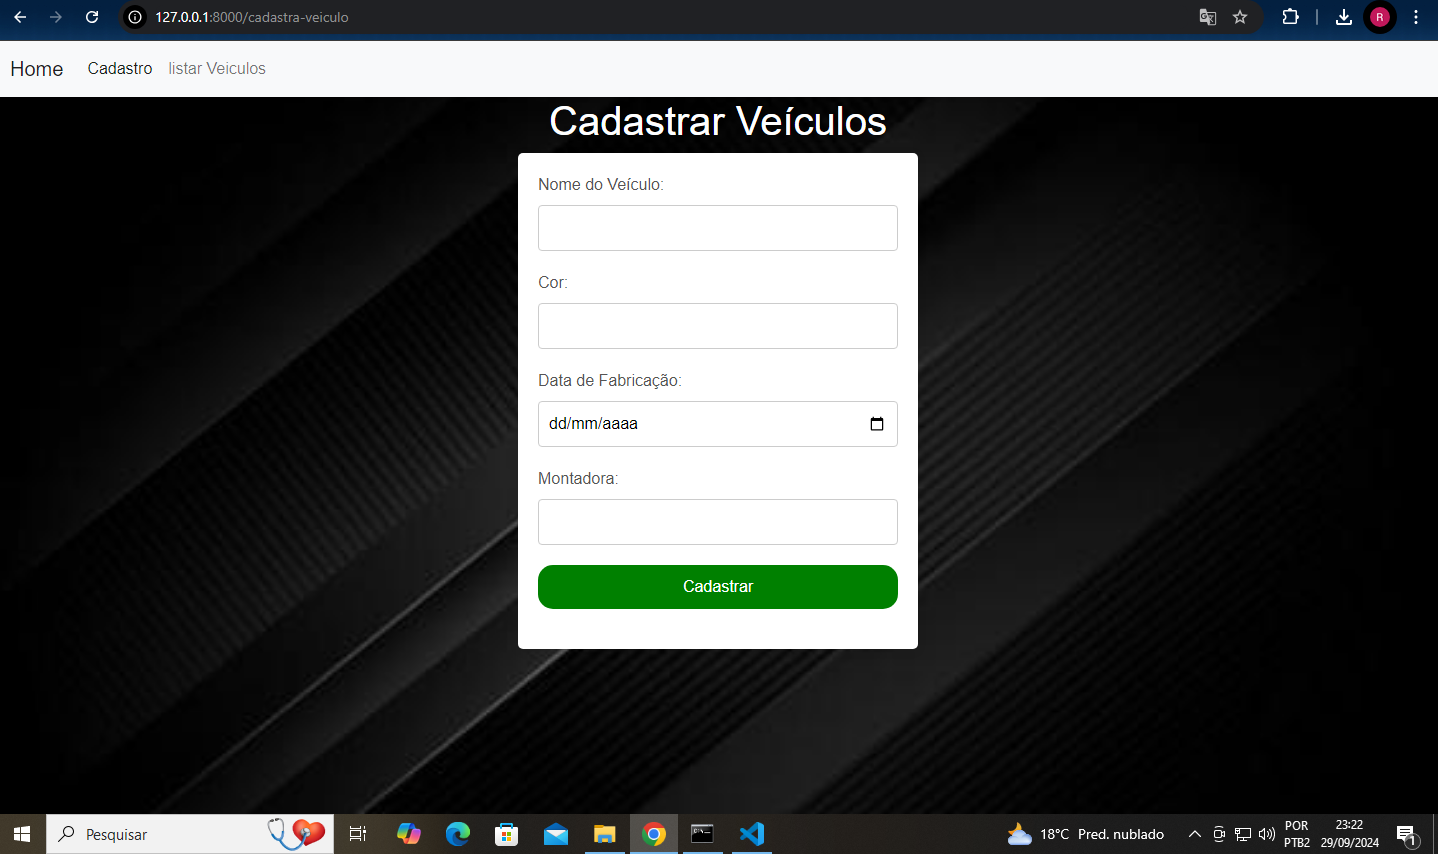 127.0.0.1:8000/cadastra-veiculo
R
Home Cadastro listar Veiculos
Cadastrar Veículos
Nome do Veículo:
Cor:
Data de Fabricação:
dd/mm/aaaa
Montadora:
Cadastrar
Pesquisar
18°C Pred. nublado
POR
PTB2
23:22
29/09/2024
1